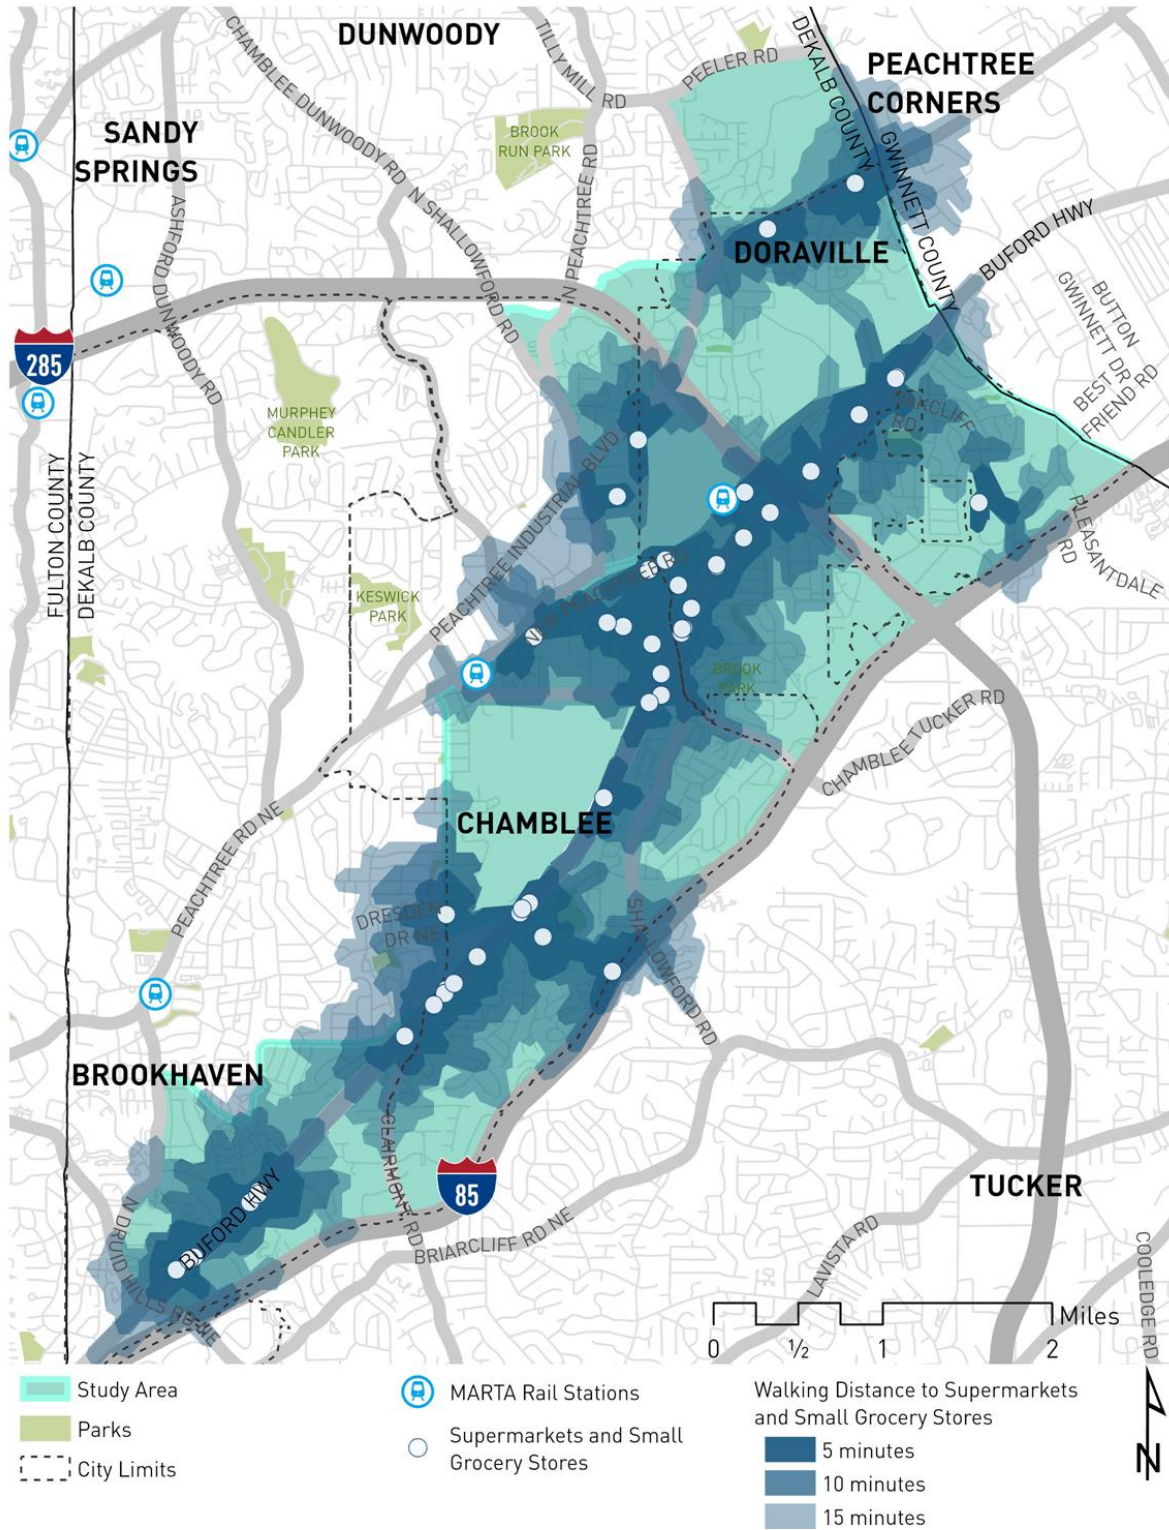 DUNWOODY
CHAMBLEE DUNWOODY RD
TILLY MILL RD
PEELER RD
DEKALB COUNTY
GWINNETT COUNTY
PEACHTREE
CORNERS
SANDY
SPRINGS
BROOK
RUN PARK
ASHFORD DUNWOODY RD
N SHALLOWFORD RD
N PEACHTREE RD
DORAVILLE
BUFORD HWY
BUTTON
GWINNETT DR
BEST
FRIEND RD
285
MURPHEY
CANDLER
PARK
OAKCLIFF
RD
FULTON COUNTY
DEKALB COUNTY
PEACHTREE INDUSTRIAL BLVD
PLEASANTDALE
RD
KESWICK
PARK
NEW PEACHTREE RD
BROOK
PARK
CHAMBLEE TUCKER RD
PEACHTREE RD NE
CHAMBLEE
DRESDEN
DR NE
SHALLOWFORD RD
BROOKHAVEN
CLAIRMONT RD
85
TUCKER
BUFORD HWY
N DRUID HILLS RD NE
BRIARCLIFF RD NE
LAVISTA RD
COOLEDGE RD
Miles
0 ½ 1 2
Study Area
Parks
City Limits
MARTA Rail Stations
Supermarkets and Small
Grocery Stores
Walking Distance to Supermarkets
and Small Grocery Stores
5 minutes
10 minutes
15 minutes
N